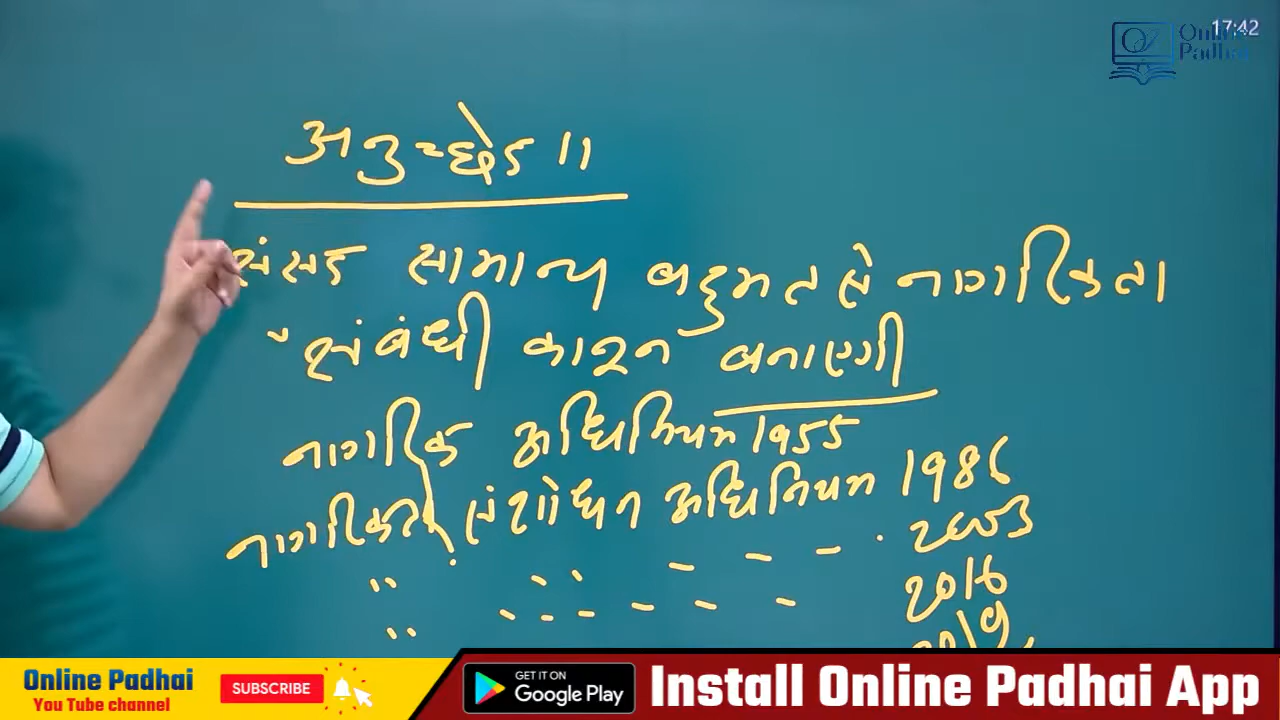 17:42
Online Padhai
अनुच्छेद 11
संसद सामान्य बहुमत से नागरिकता
संबंधी कानून बनाएगी
नागरिक अधिनियम 1955
नागरिकता संशोधन अधिनियम 1986
" - - - 2003
" - - - - - - 2016
2019
Online Padhai
You Tube channel
SUBSCRIBE
GET IT ON
Google Play
Install Online Padhai App